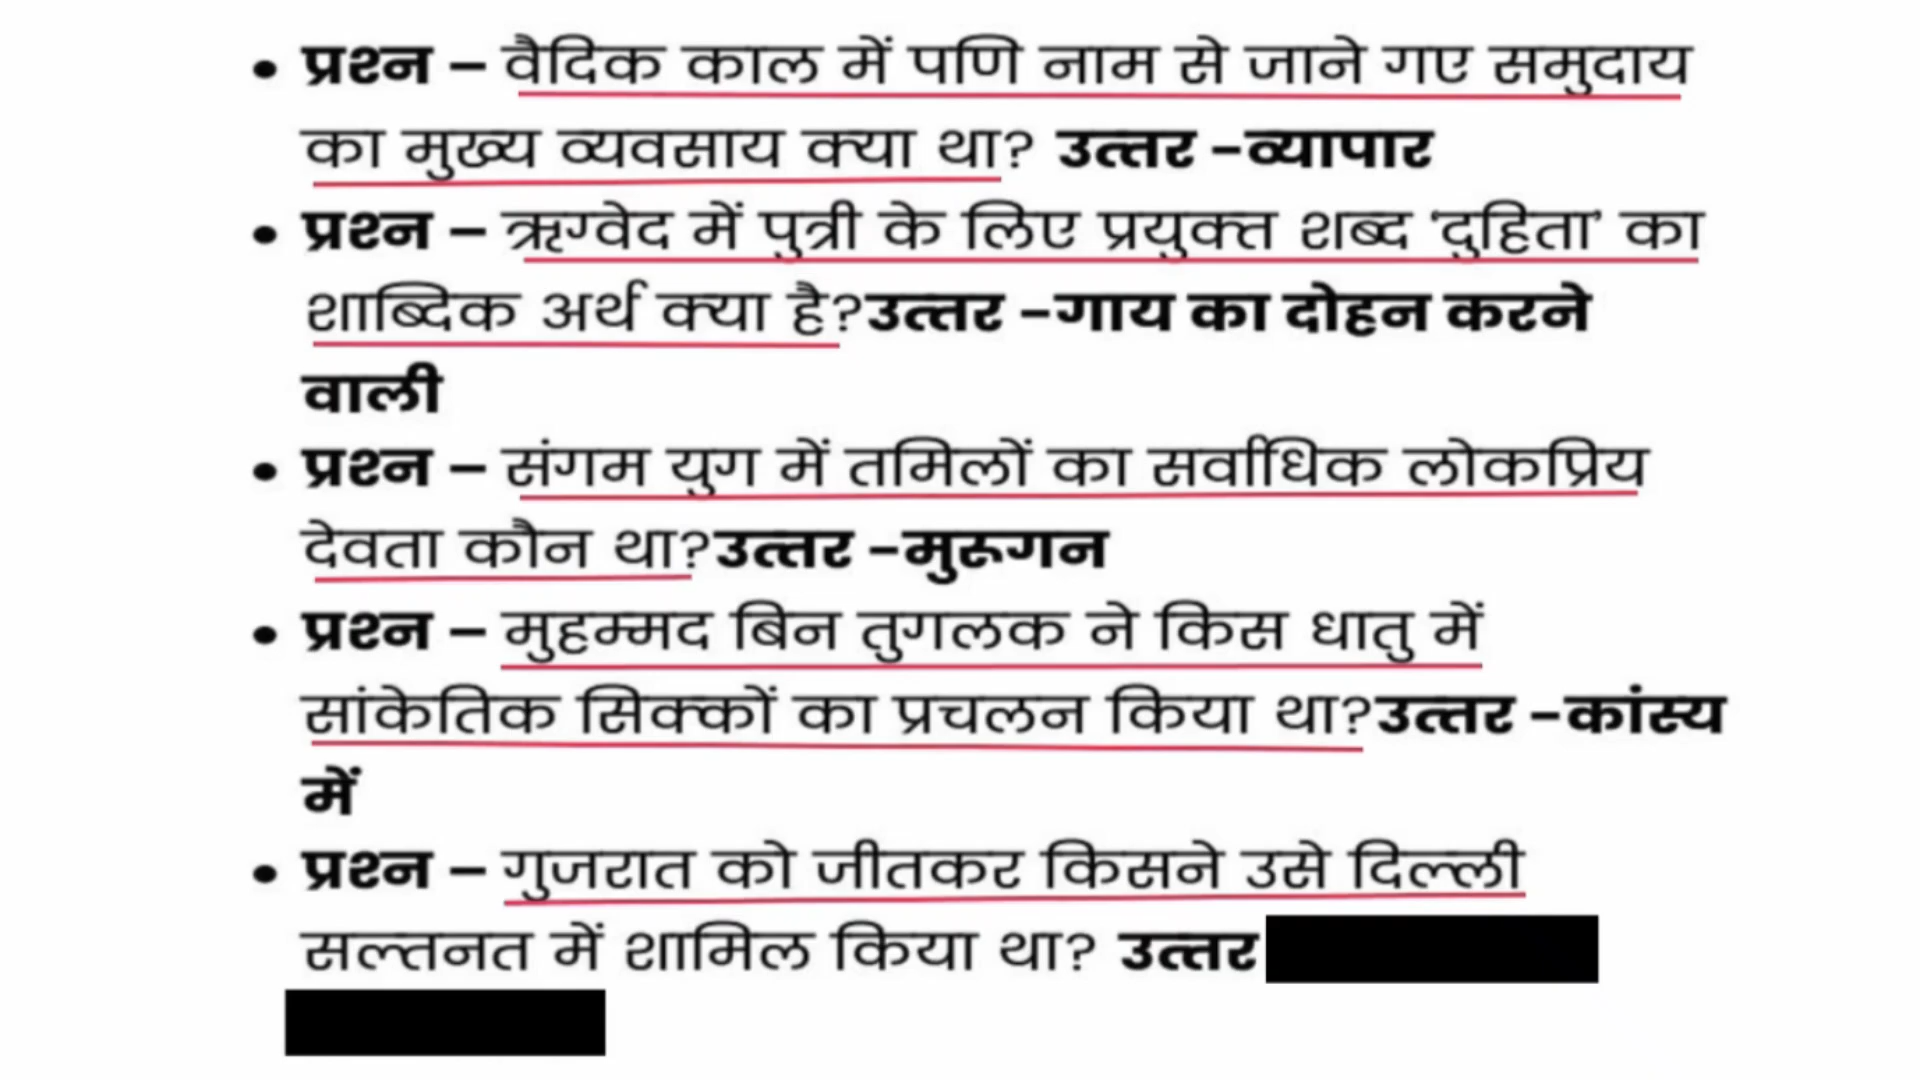 • प्रश्न – वैदिक काल में पणि नाम से जाने गए समुदाय
का मुख्य व्यवसाय क्या था? उत्तर -व्यापार
• प्रश्न – ऋग्वेद में पुत्री के लिए प्रयुक्त शब्द 'दुहिता' का
शाब्दिक अर्थ क्या है?उत्तर -गाय का दोहन करने
वाली
• प्रश्न – संगम युग में तमिलों का सर्वाधिक लोकप्रिय
देवता कौन था?उत्तर -मुरूगन
• प्रश्न – मुहम्मद बिन तुगलक ने किस धातु में
सांकेतिक सिक्कों का प्रचलन किया था?उत्तर -कांस्य
में
• प्रश्न – गुजरात को जीतकर किसने उसे दिल्ली
सल्तनत में शामिल किया था? उत्तर